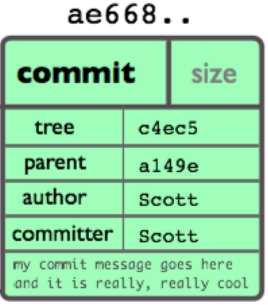 ae668..
commit size
tree c4ec5
parent a149e
author Scott
committer Scott
my commit message goes here
and it is really, really cool